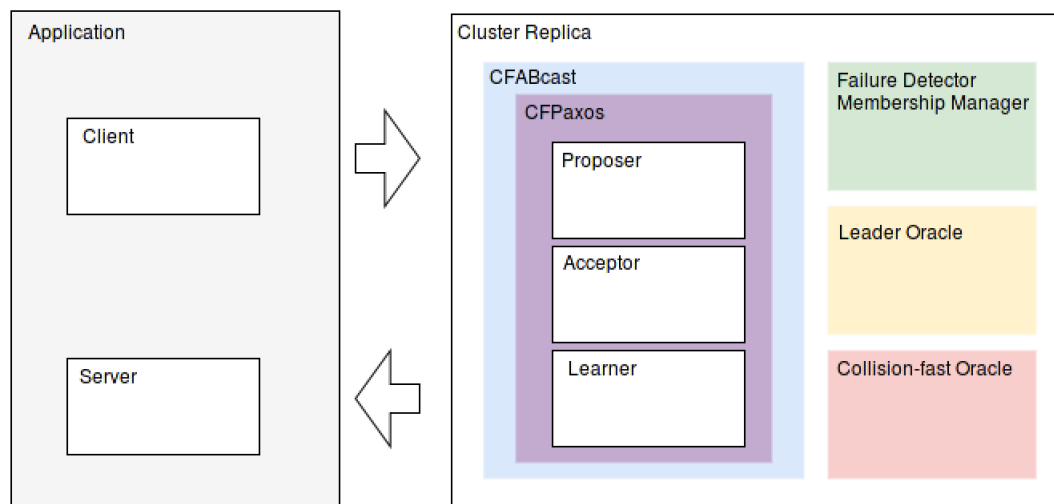 Application
Client
Server
Cluster Replica
CFABcast
CFPaxos
Proposer
Acceptor
Learner
Failure Detector
Membership Manager
Leader Oracle
Collision-fast Oracle